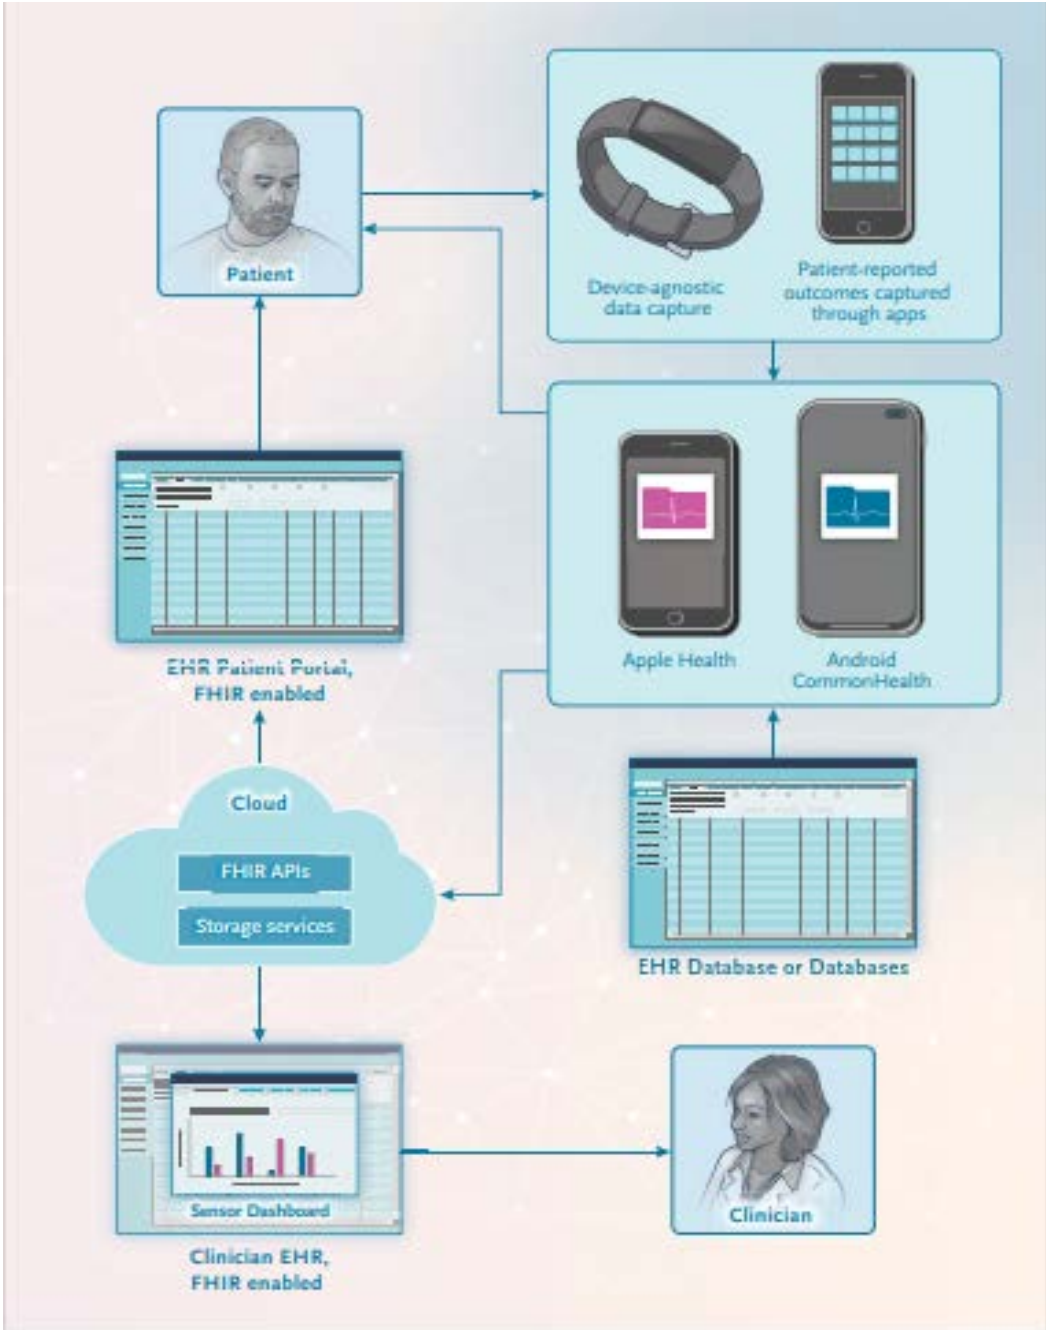 Patient
Device-agnostic
data capture
Patient-reported
outcomes captured
through apps
Apple Health
Android
CommonHealth
EHR Patient Portal,
FHIR enabled
Cloud
FHIR APIs
Storage services
EHR Database or Databases
Sensor Dashboard
Clinician EHR,
FHIR enabled
Clinician